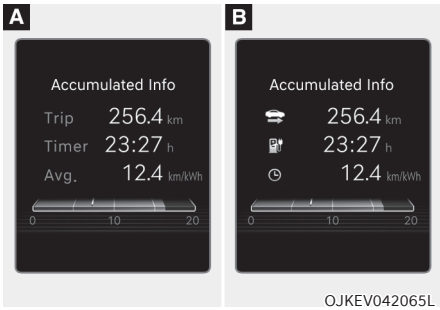 A
Accumulated Info
Trip 256.4 km
Timer 23:27 h
Avg. 12.4 km/kWh
0 10 20
B
Accumulated Info
256.4 km
23:27 h
12.4 km/kWh
0 10 20
OJKEV042065L